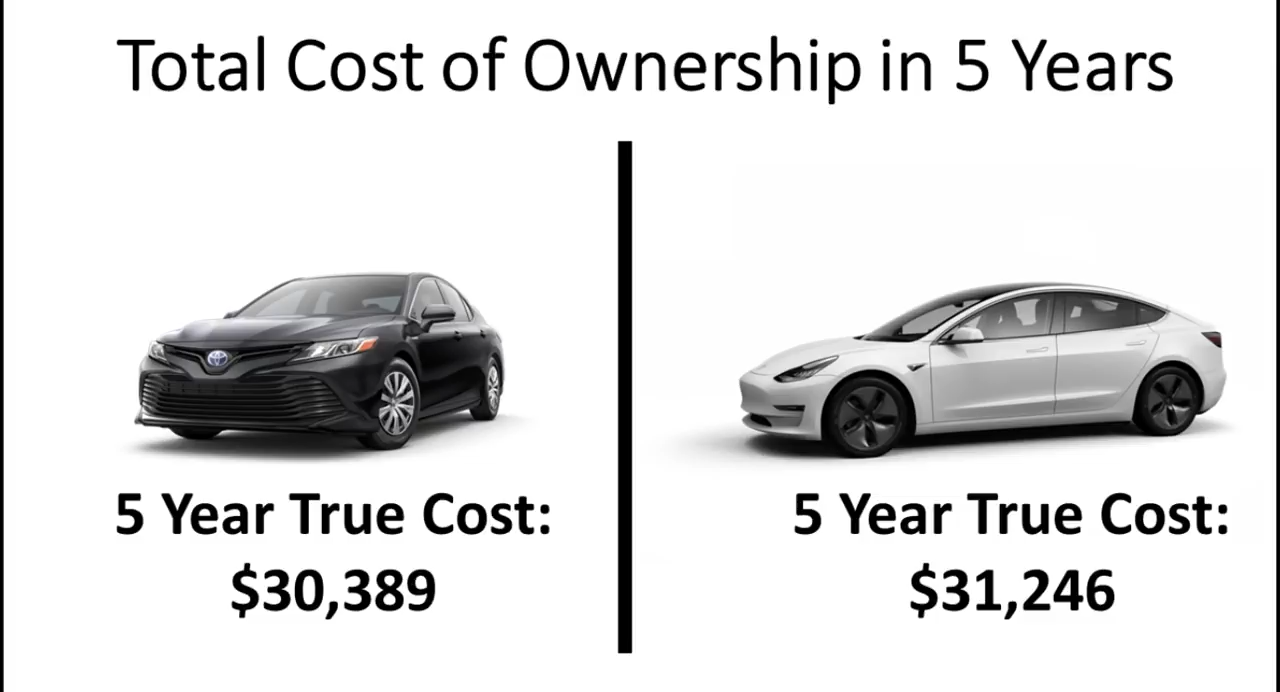 Total Cost of Ownership in 5 Years
5 Year True Cost:
$30,389
5 Year True Cost:
$31,246